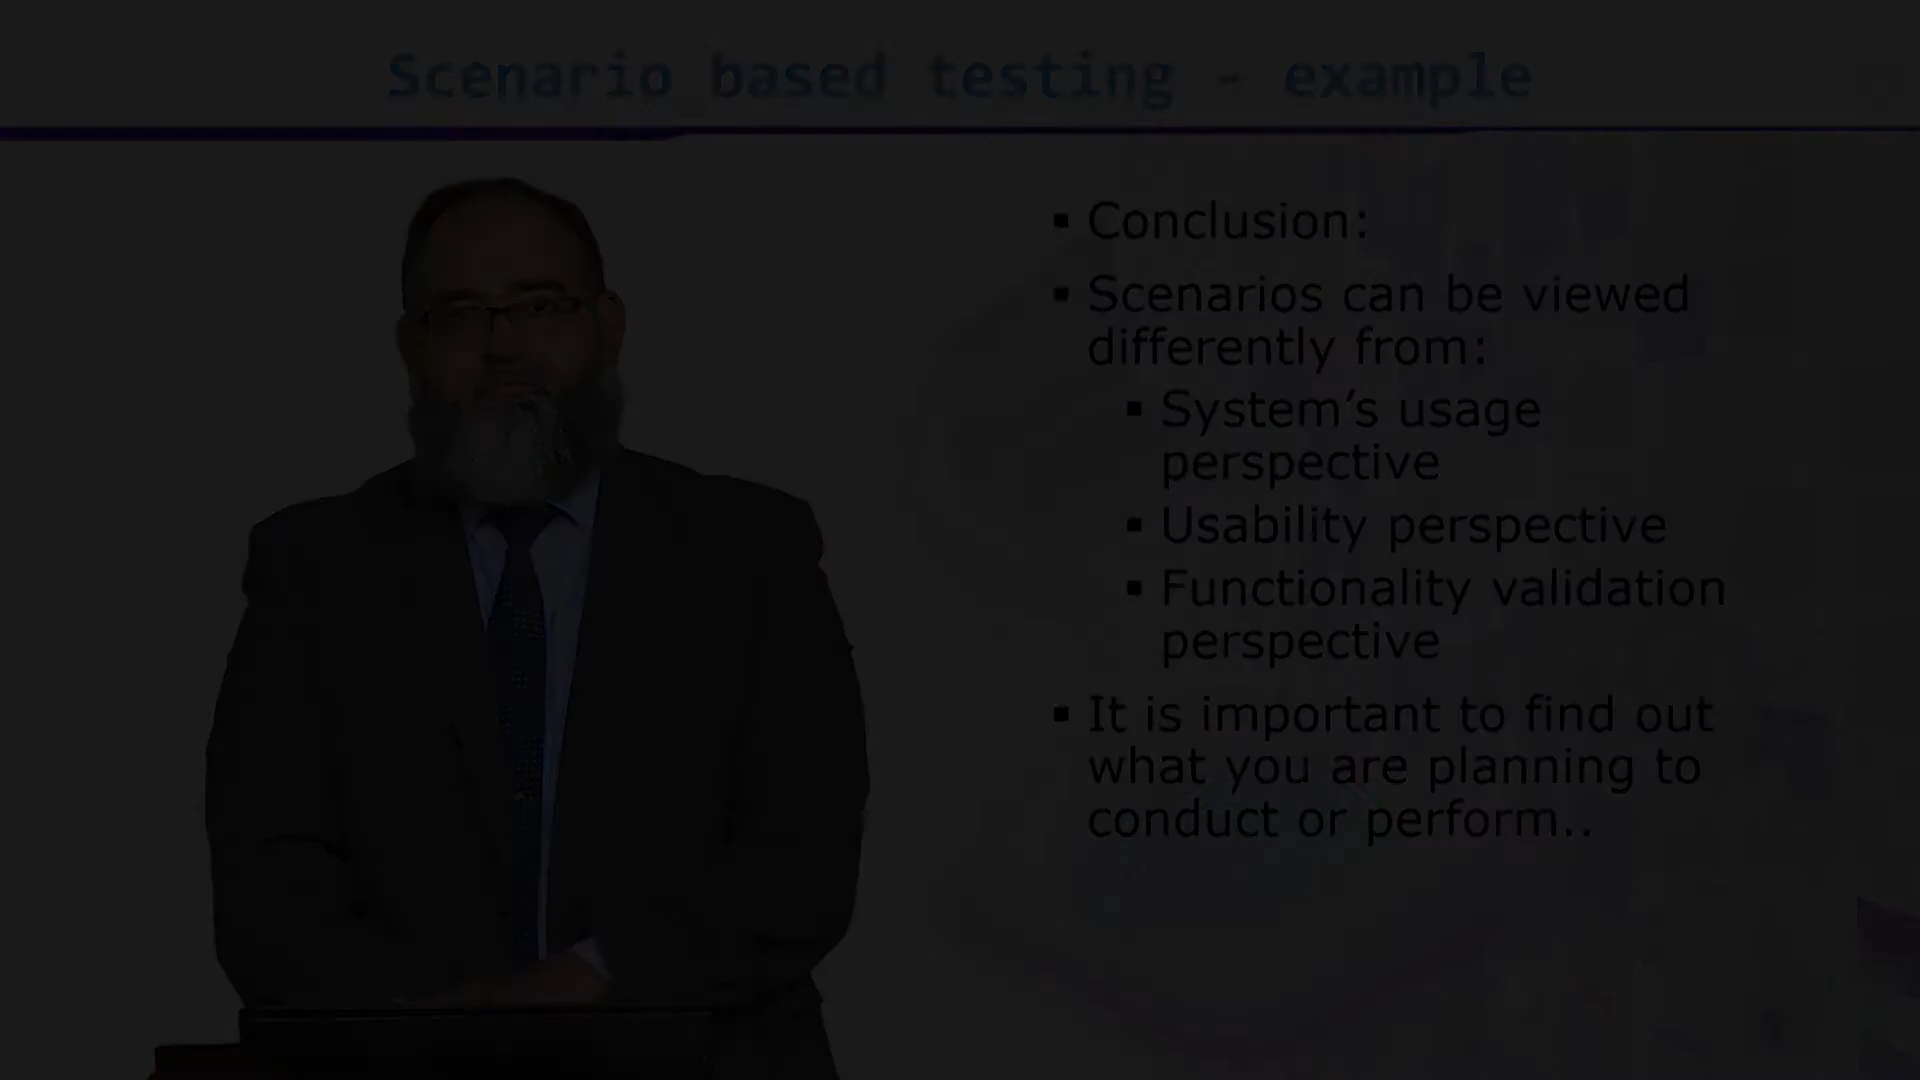 Scenario based testing - example
▪ Conclusion:
▪ Scenarios can be viewed
differently from:
▪ System’s usage
perspective
▪ Usability perspective
▪ Functionality validation
perspective
▪ It is important to find out
what you are planning to
conduct or perform..